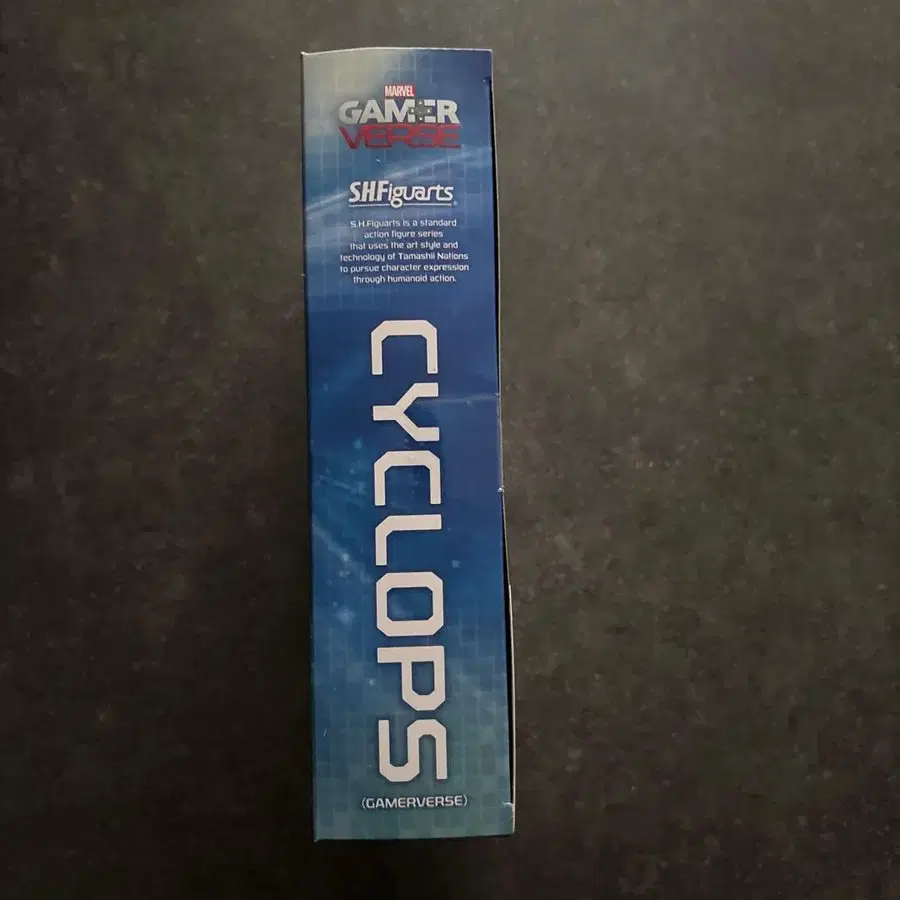 MARVEL
GAMER
VERSE
S.H.Figuarts
S.H.Figuarts is a standard
action figure series
that uses the art style and
technology of Tamashii Nations
to pursue character expression
through humanoid action.
CYCLOPS
(GAMERVERSE)